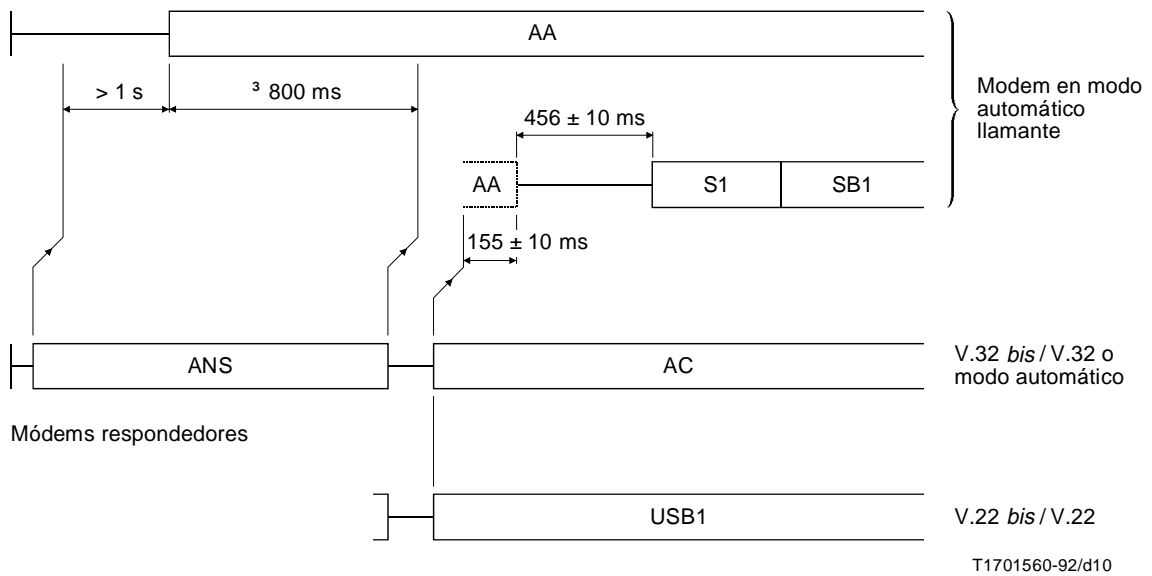 AA
> 1 s
³ 800 ms
Modem en modo
automático
llamante
456 ± 10 ms
AA
S1
SB1
155 ± 10 ms
ANS
AC
V.32 bis / V.32 o
modo automático
Módems respondedores
USB1
V.22 bis / V.22
T1701560-92/d10